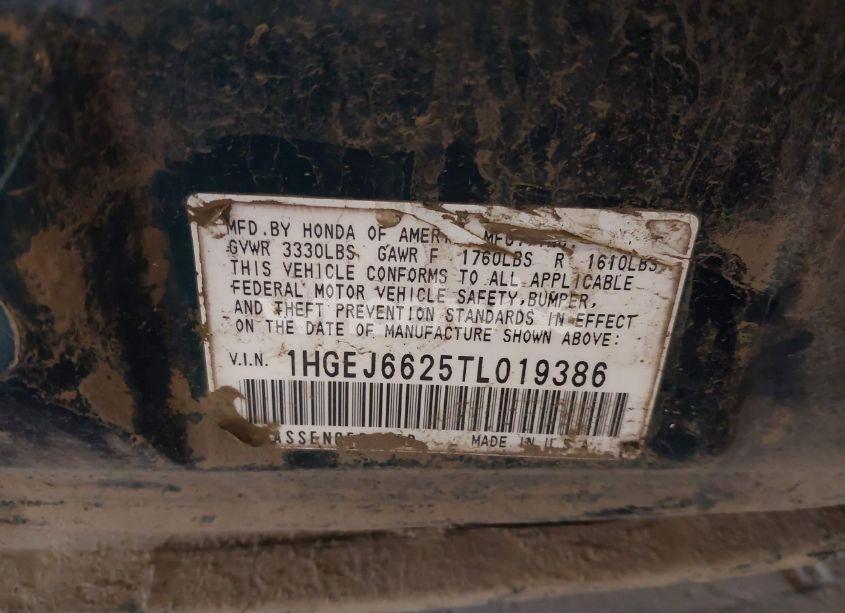 MFD. BY HONDA OF AMER
GVWR 3330LBS GAWR F 1760LBS R 1610LBS
THIS VEHICLE CONFORMS TO ALL APPLICABLE
FEDERAL MOTOR VEHICLE SAFETY, BUMPER,
AND THEFT PREVENTION STANDARDS IN EFFECT
ON THE DATE OF MANUFACTURE SHOWN ABOVE:
V.I.N. 1HGEJ6625TL019386
MADE IN U.S.A.